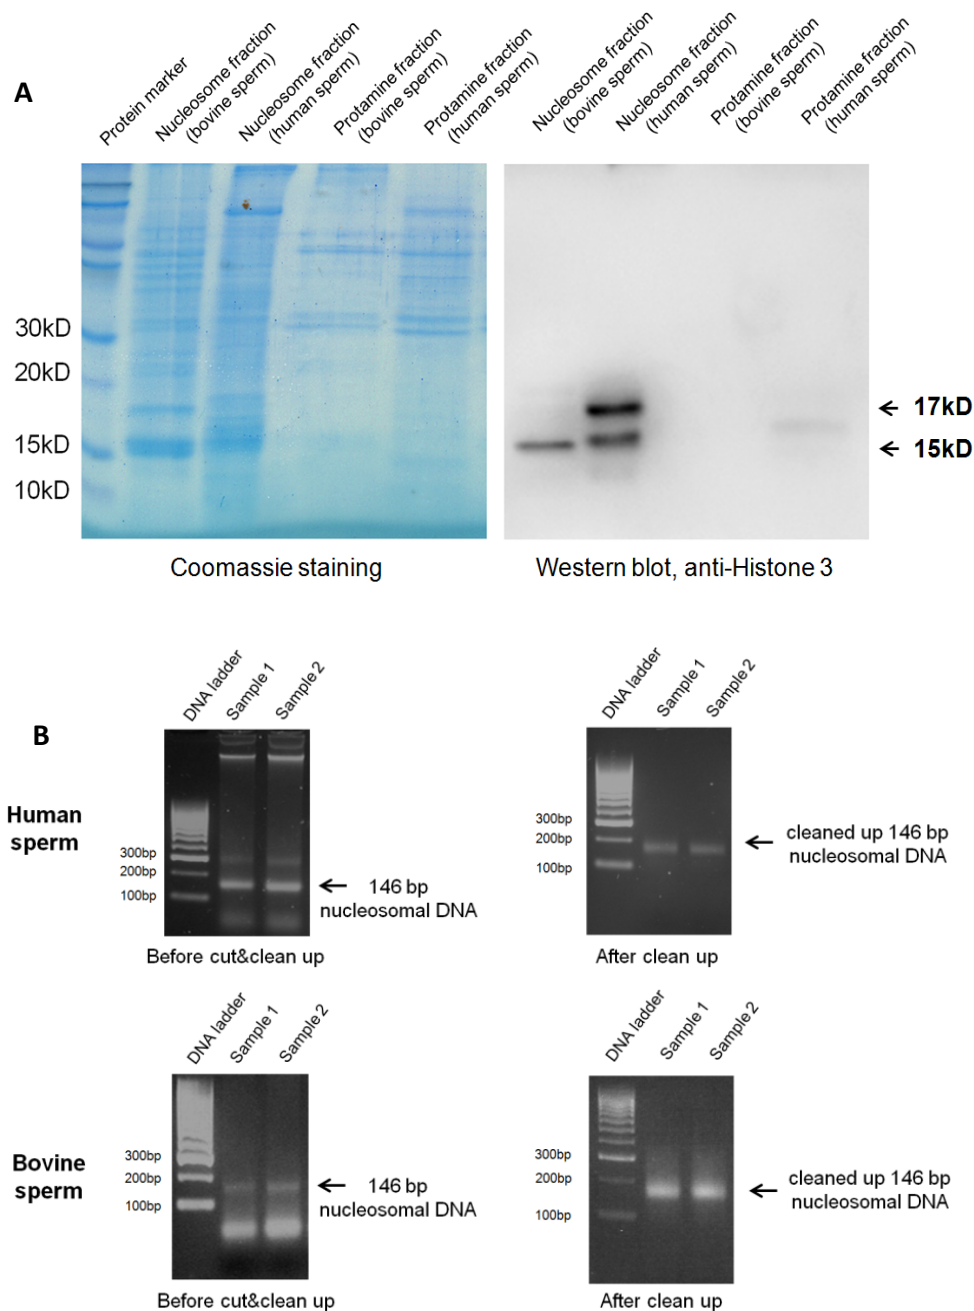 A
Protein marker
Nucleosome fraction
(bovine sperm)
Nucleosome fraction
(human sperm)
Protamine fraction
(bovine sperm)
Protamine fraction
(human sperm)
Nucleosome fraction
(bovine sperm)
Nucleosome fraction
(human sperm)
Protamine fraction
(bovine sperm)
Protamine fraction
(human sperm)
30kD
20kD
15kD
10kD
← 17kD
← 15kD
Coomassie staining
Western blot, anti-Histone 3
B
Human
sperm
DNA ladder
Sample 1
Sample 2
300bp
200bp
100bp
← 146 bp
nucleosomal DNA
Before cut&clean up
DNA ladder
Sample 1
Sample 2
300bp
200bp
100bp
← cleaned up 146 bp
nucleosomal DNA
After clean up
Bovine
sperm
DNA ladder
Sample 1
Sample 2
300bp
200bp
100bp
← 146 bp
nucleosomal DNA
Before cut&clean up
DNA ladder
Sample 1
Sample 2
300bp
200bp
100bp
← cleaned up 146 bp
nucleosomal DNA
After clean up